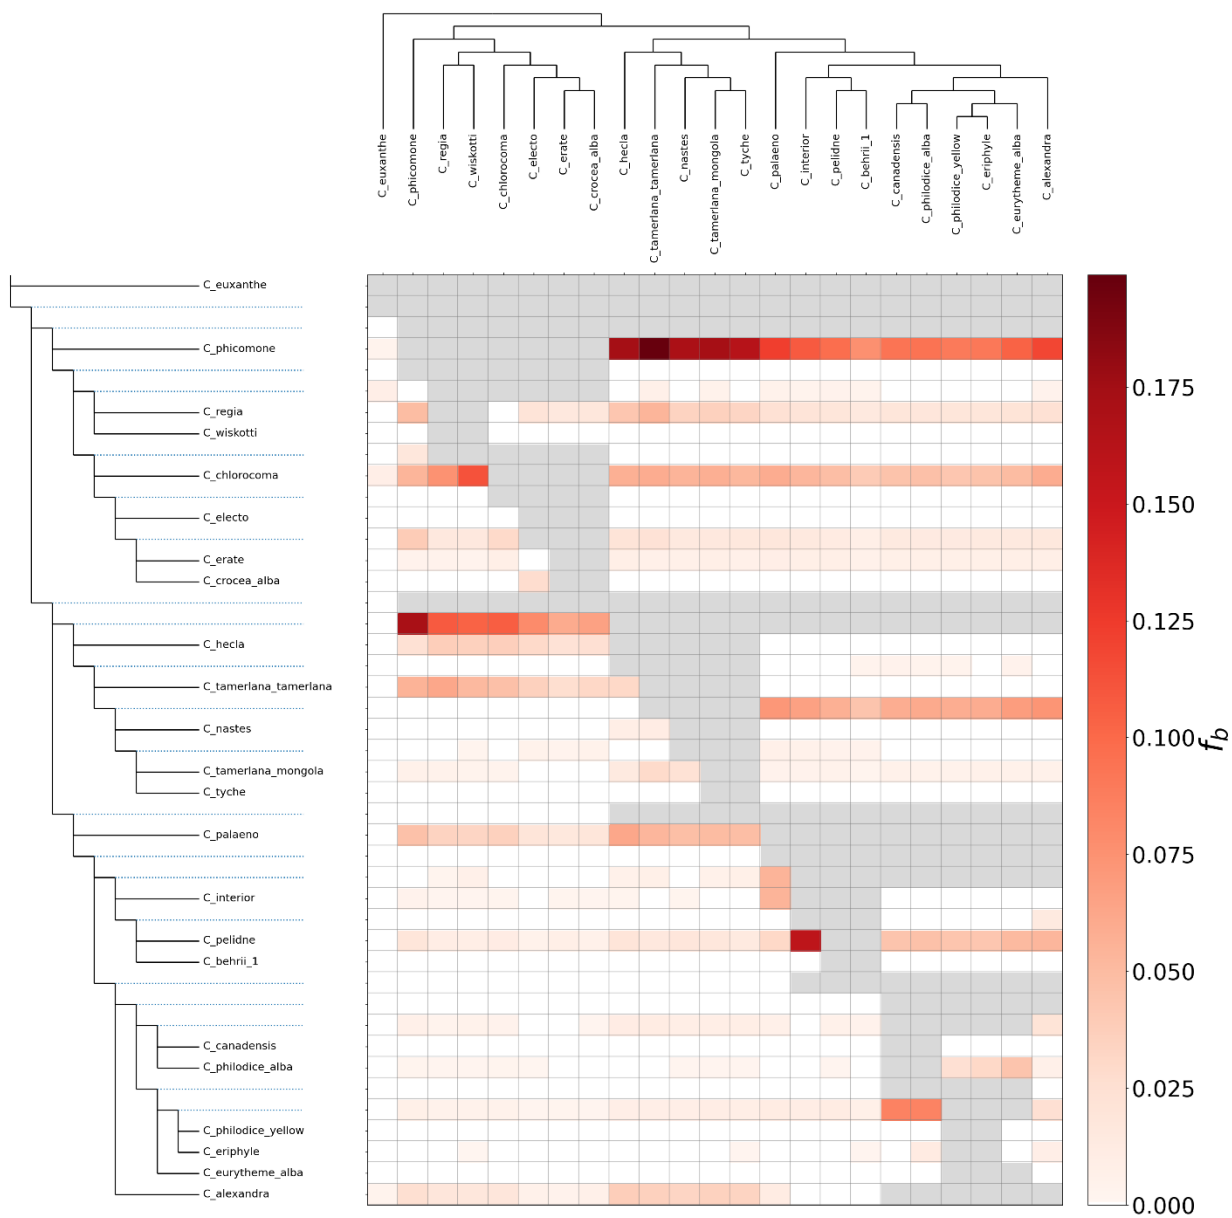 C_euxanthe
C_phicomone
C_regia
C_wiskotti
C_chlorocoma
C_electo
C_erate
C_crocea_alba
C_hecla
C_tamerlana_tamerlana
C_nastes
C_tamerlana_mongola
C_tyche
C_palaeno
C_interior
C_pelidne
C_behrii_1
C_canadensis
C_philodice_alba
C_philodice_yellow
C_eriphyle
C_eurytheme_alba
C_alexandra
C_euxanthe
C_phicomone
C_regia
C_wiskotti
C_chlorocoma
C_electo
C_erate
C_crocea_alba
C_hecla
C_tamerlana_tamerlana
C_nastes
C_tamerlana_mongola
C_tyche
C_palaeno
C_interior
C_pelidne
C_behrii_1
C_canadensis
C_philodice_alba
C_philodice_yellow
C_eriphyle
C_eurytheme_alba
C_alexandra
0.175
0.150
0.125
0.100
0.075
0.050
0.025
0.000
f_b